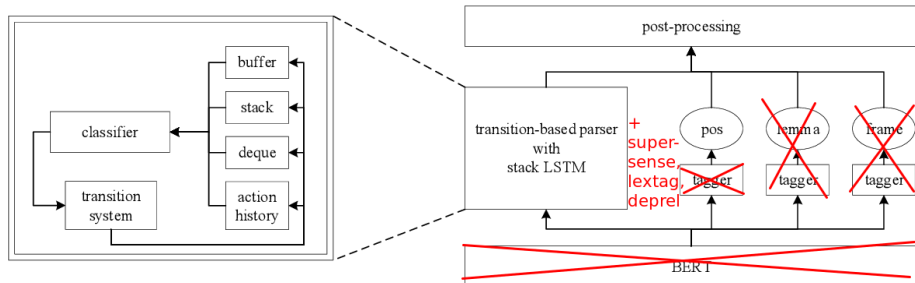 post-processing
buffer
stack
classifier
deque
transition
system
action
history
transition-based parser
with
stack LSTM
+
super-
sense,
lextag,
deprel
pos
lemma
frame
tagger
tagger
tagger
BERT